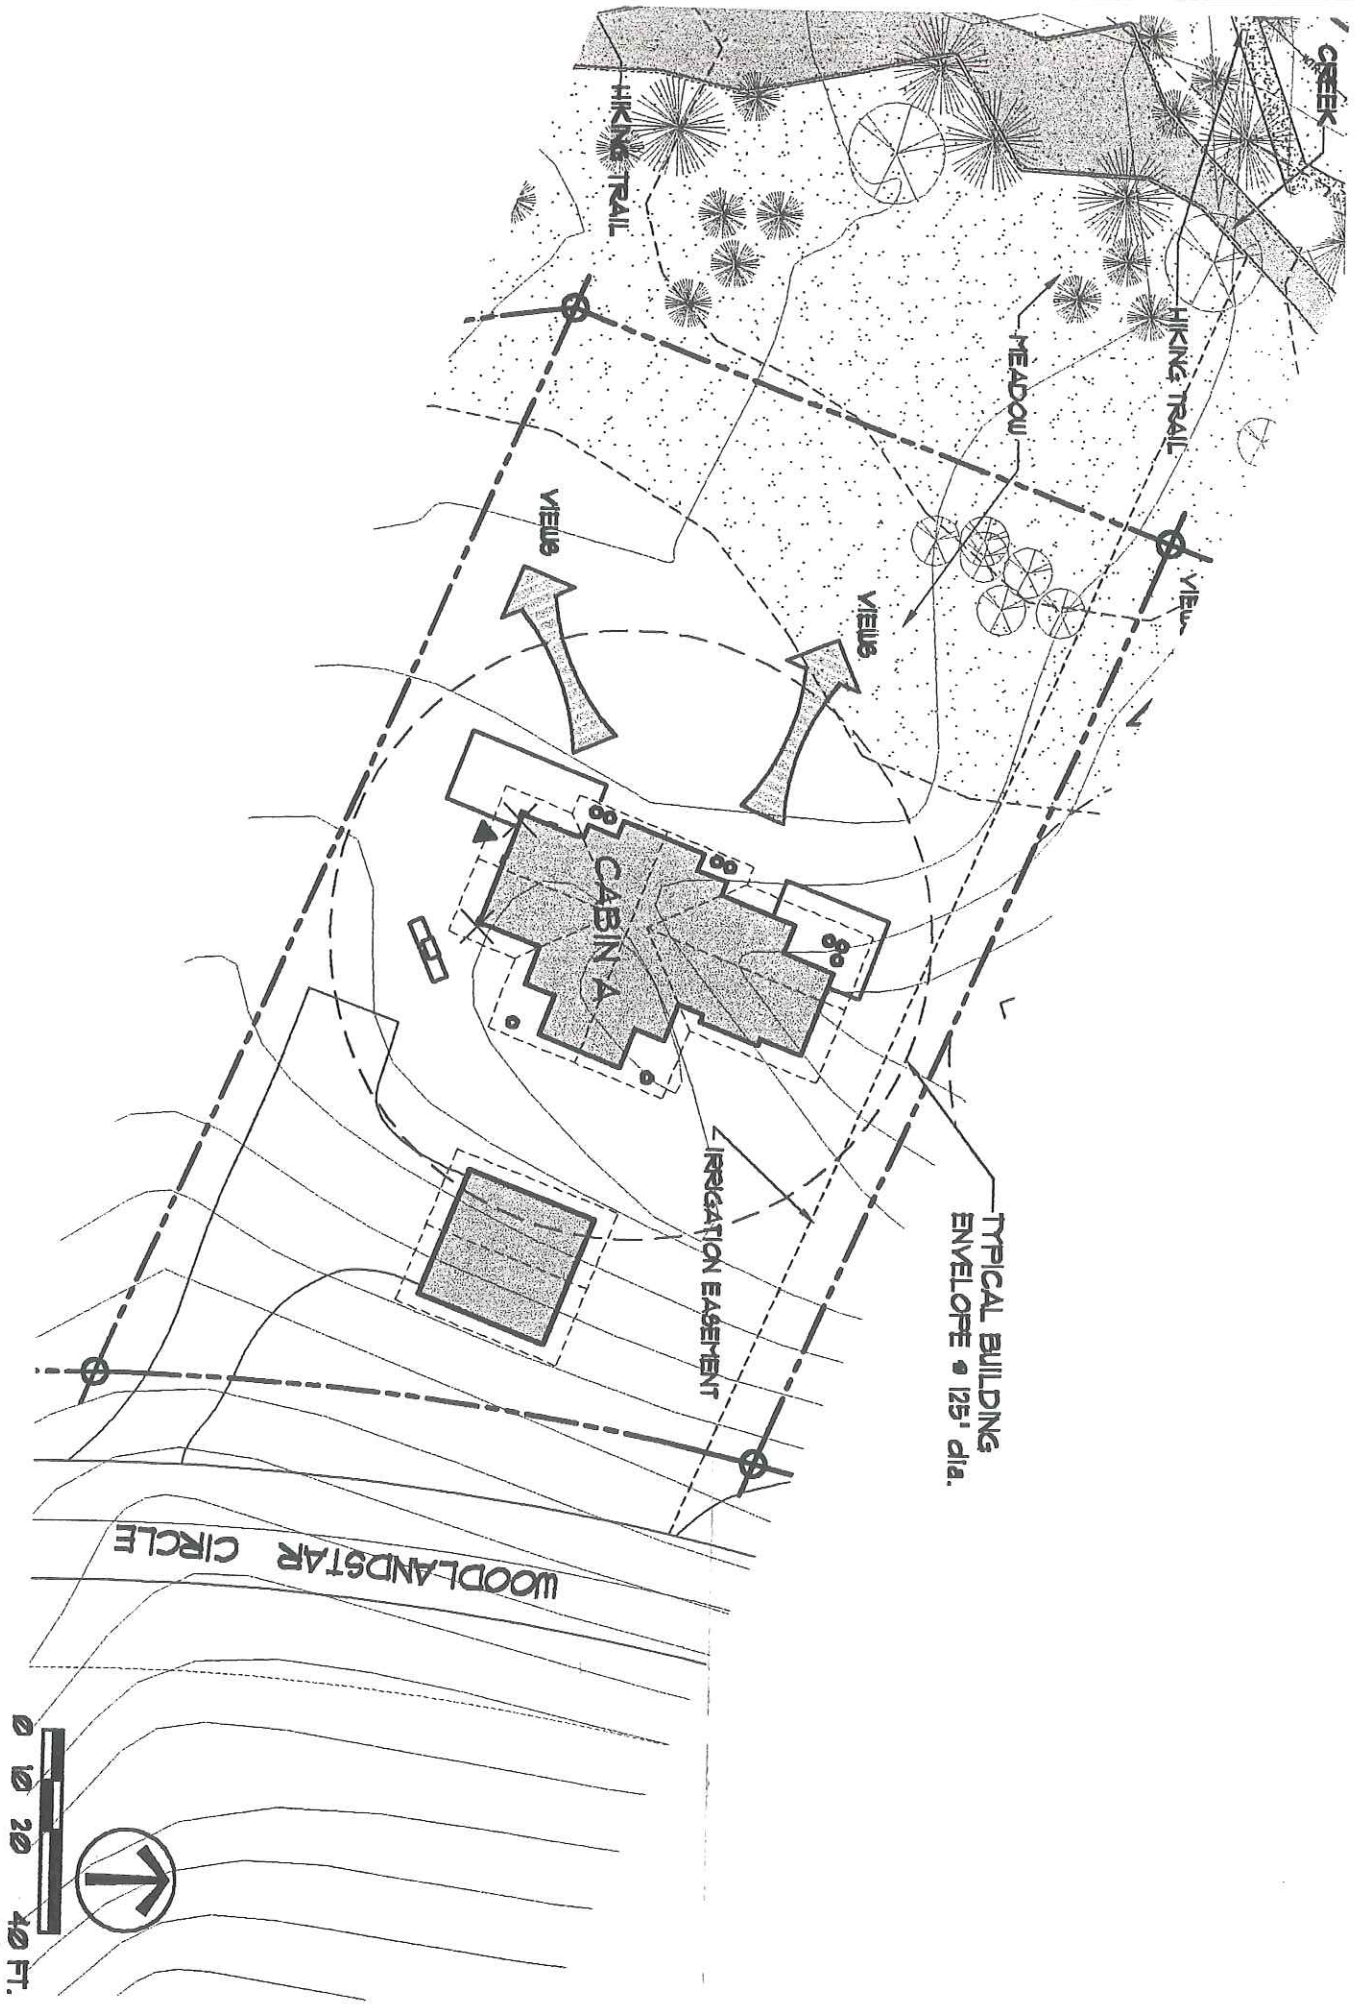 CREEK
HIKING TRAIL
HIKING TRAIL
MEADOW
VIEWS
VIEWS
CABIN A
IRRIGATION EASEMENT
TYPICAL BUILDING
ENVELOPE @ 125' dia.
WOODLANDSTAR CIRCLE
0 10 20 40 FT.